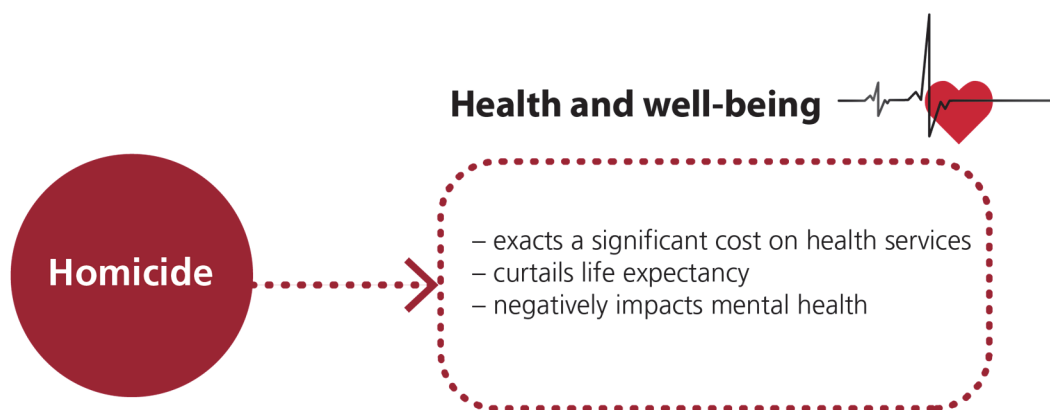 Health and well-being
Homicide
– exacts a significant cost on health services
– curtails life expectancy
– negatively impacts mental health